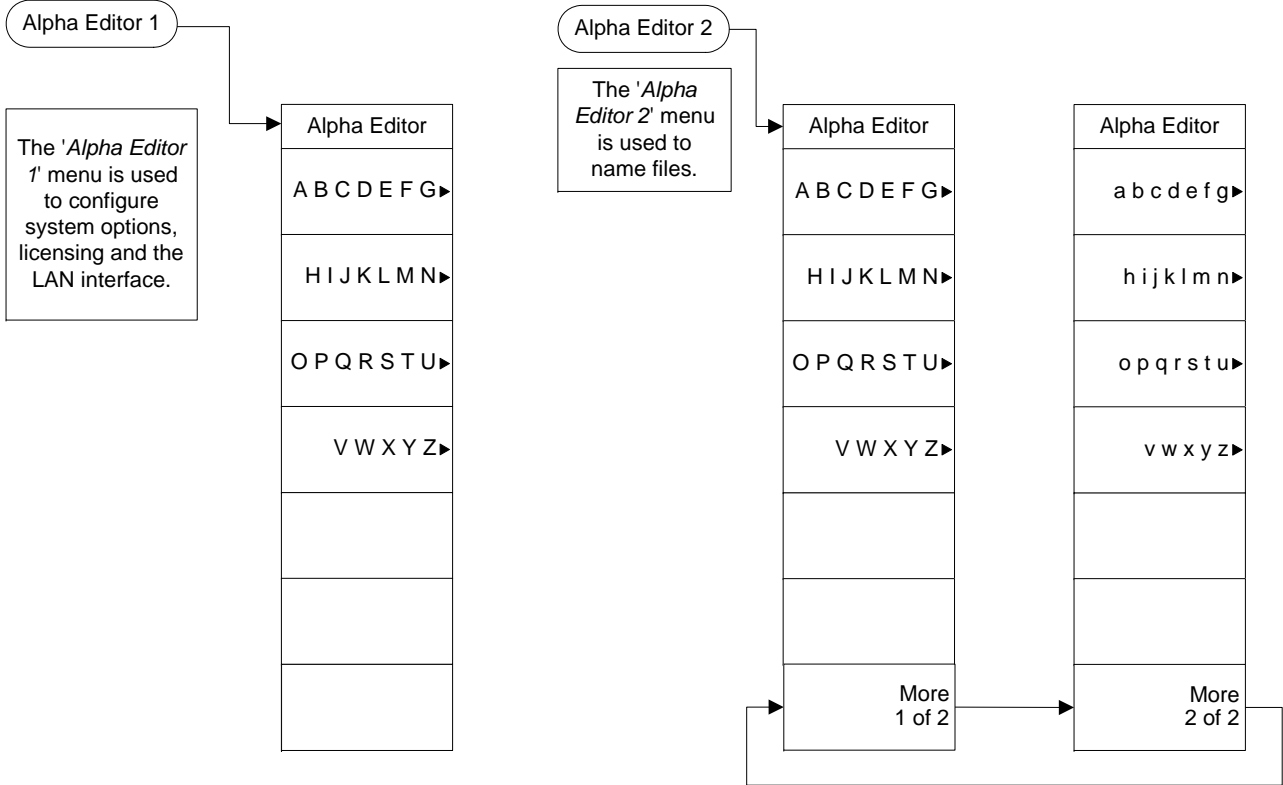 Alpha Editor 1
The 'Alpha Editor
1' menu is used
to configure
system options,
licensing and the
LAN interface.
Alpha Editor
A B C D E F G
H I J K L M N
O P Q R S T U
V W X Y Z
Alpha Editor 2
The 'Alpha
Editor 2' menu
is used to
name files.
Alpha Editor
A B C D E F G
H I J K L M N
O P Q R S T U
V W X Y Z
More
1 of 2
Alpha Editor
a b c d e f g
h i j k l m n
o p q r s t u
v w x y z
More
2 of 2